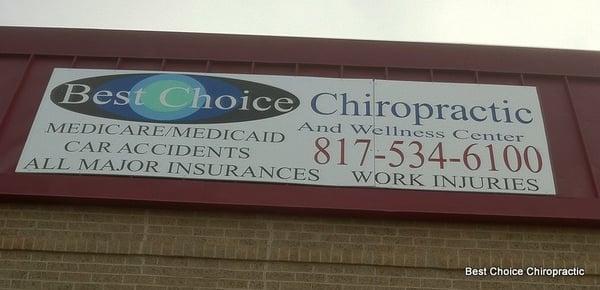 Best Choice Chiropractic
And Wellness Center
MEDICARE/MEDICAID
CAR ACCIDENTS
ALL MAJOR INSURANCES
817-534-6100
WORK INJURIES
Best Choice Chiropractic